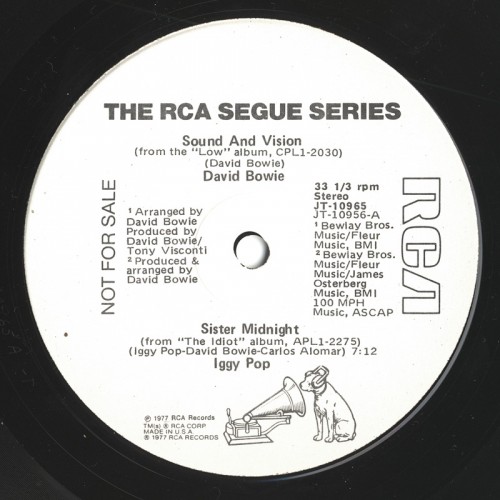 THE RCA SEGUE SERIES
Sound And Vision
(from the "Low" album, CPL1-2030)
(David Bowie)
David Bowie
NOT FOR SALE
¹ Arranged by
David Bowie
Produced by
David Bowie/
Tony Visconti
² Produced &
arranged by
David Bowie
33 1/3 rpm
Stereo
JT-10965
JT-10956-A
¹ Bewlay Bros.
Music/Fleur
Music, BMI
² Bewlay Bros.
Music/Fleur
Music/James
Osterberg
Music, BMI
100 MPH
Music, ASCAP
RCA
Sister Midnight
(from "The Idiot" album, APL1-2275)
(Iggy Pop-David Bowie-Carlos Alomar) 7:12
Iggy Pop
℗ 1977 RCA Records
TM(s) ® RCA CORP
MADE IN U.S.A.
℗ 1977 RCA RECORDS